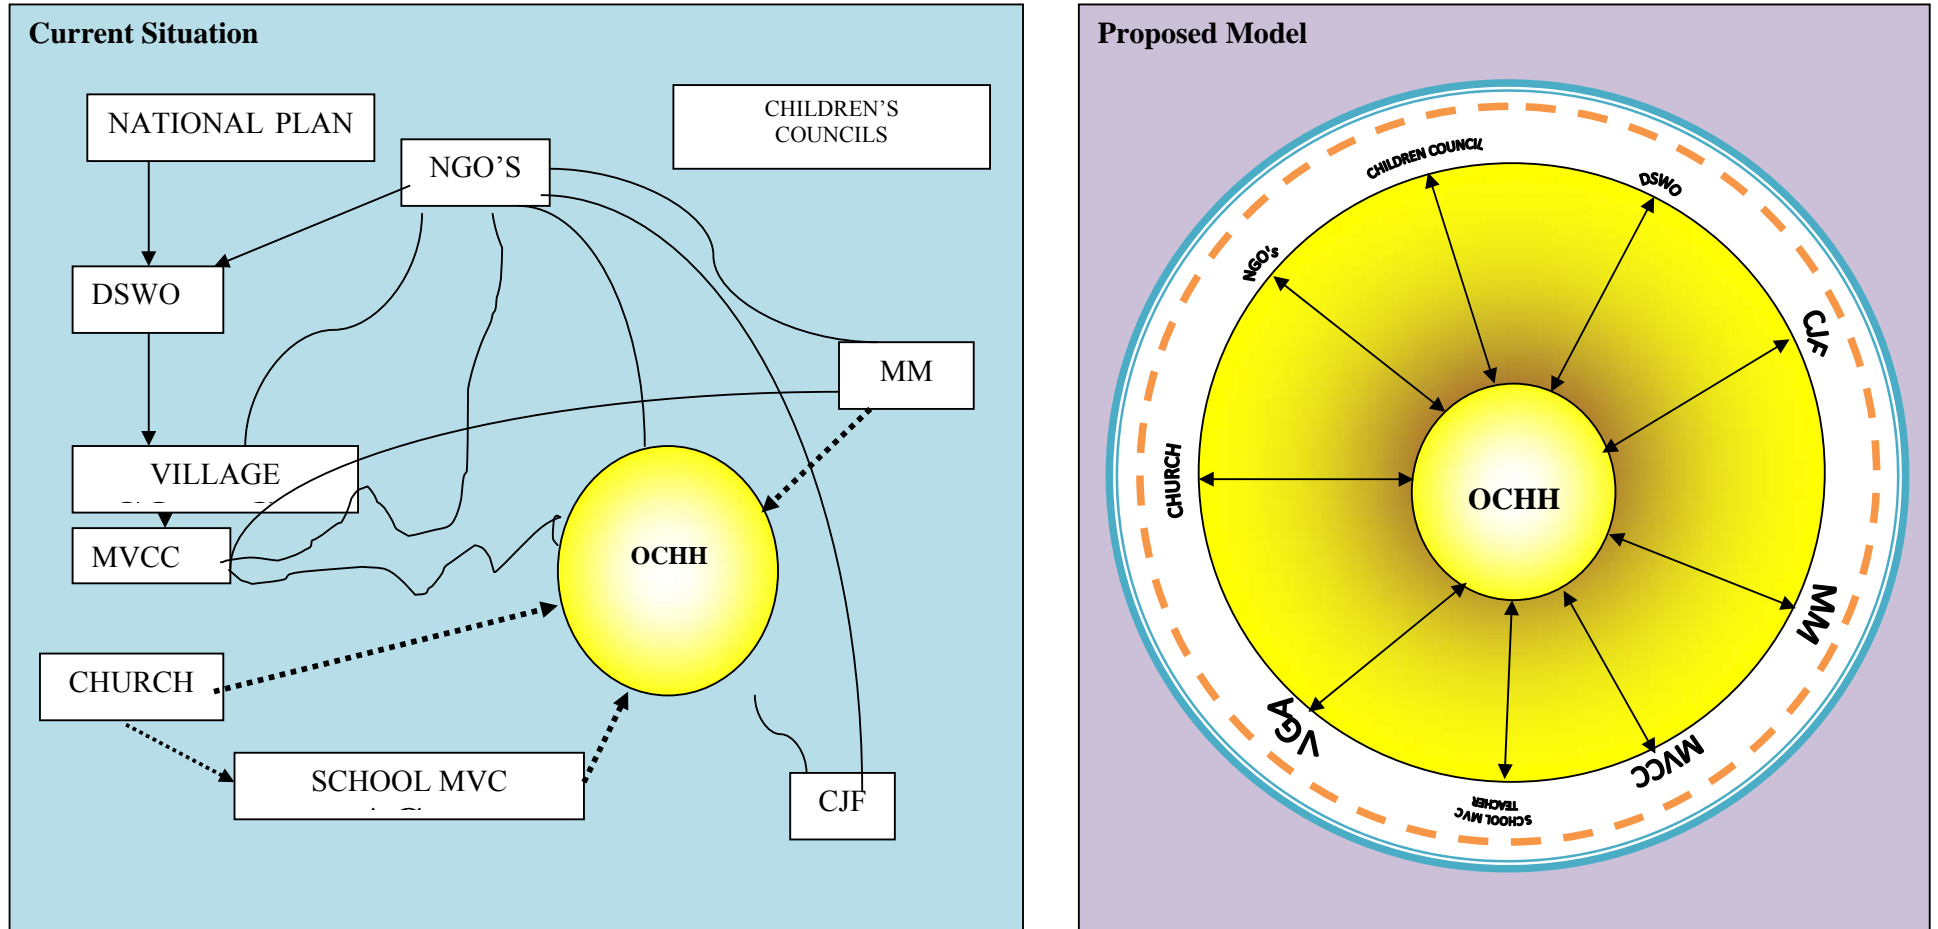 Current Situation
NATIONAL PLAN
NGO'S
CHILDREN'S
COUNCILS
DSWO
MM
VILLAGE
MVCC
OCHH
CHURCH
SCHOOL MVC
CJF
Proposed Model
CHILDREN COUNCIL
DSWO
NGO's
CJF
CHURCH
OCHH
MM
VGA
MVCC
SCHOOL MVC
TEACHER